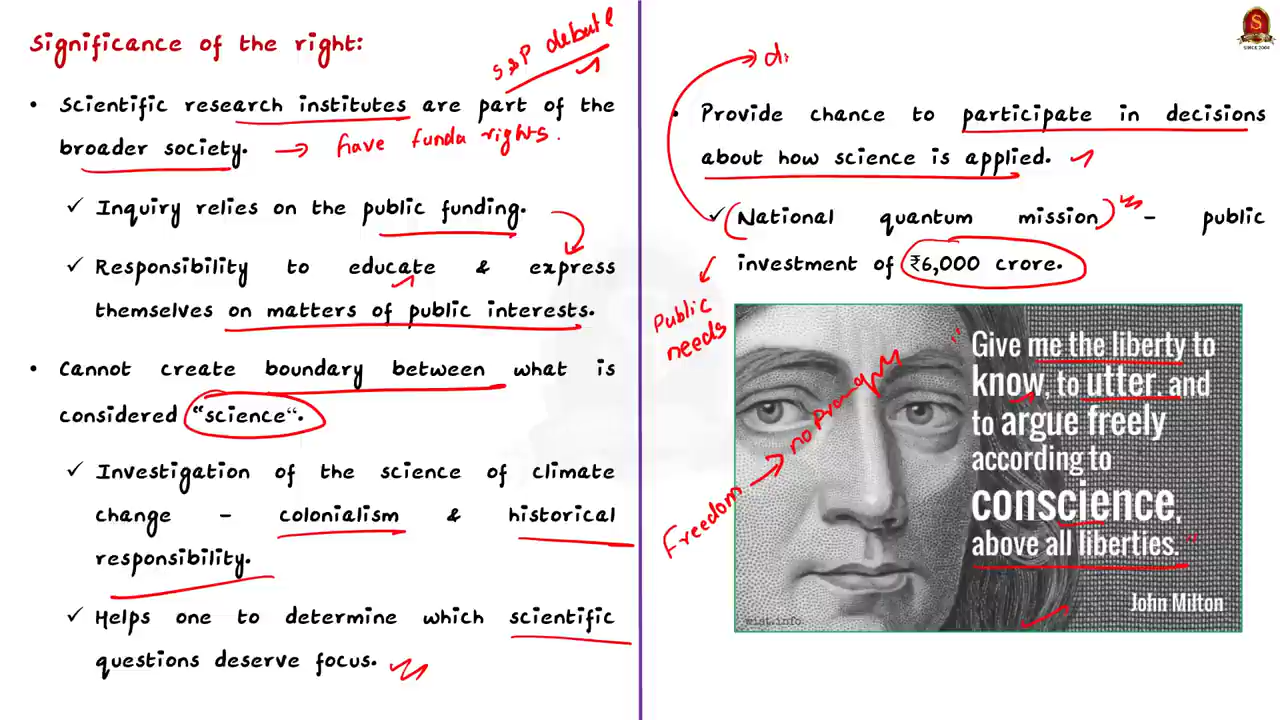 Significance of the right:
S&P debate
• Scientific research institutes are part of the
broader society. → have funda rights.
✓ Inquiry relies on the public funding.
✓ Responsibility to educate & express
themselves on matters of public interests.
• Cannot create boundary between what is
considered “science“.
✓ Investigation of the science of climate
change - colonialism & historical
responsibility.
✓ Helps one to determine which scientific
questions deserve focus.
S
SINCE 2004
di
• Provide chance to participate in decisions
about how science is applied.
✓ (National quantum mission) - public
investment of ₹6,000 crore.
Public
needs
Freedom → no
“Give me the liberty to
know, to utter, and
to argue freely
according to
conscience,
above all liberties.”
John Milton
wist.info